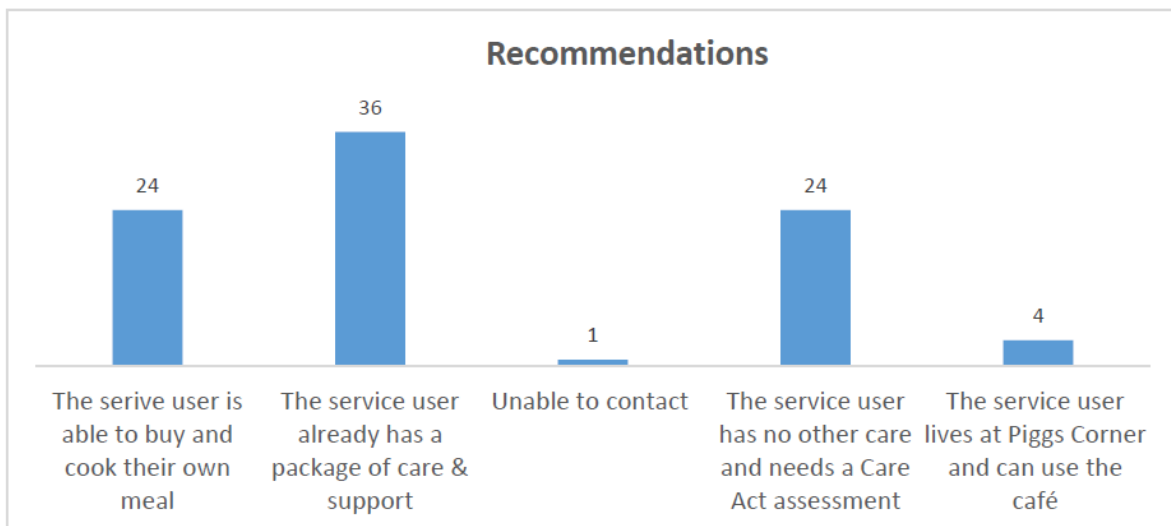 Recommendations
36
24
24
4
1
The serive user is
able to buy and
cook their own
meal
The service user
already has a
package of care &
support
Unable to contact
The service user
has no other care
and needs a Care
Act assessment
The service user
lives at Piggs Corner
and can use the
café